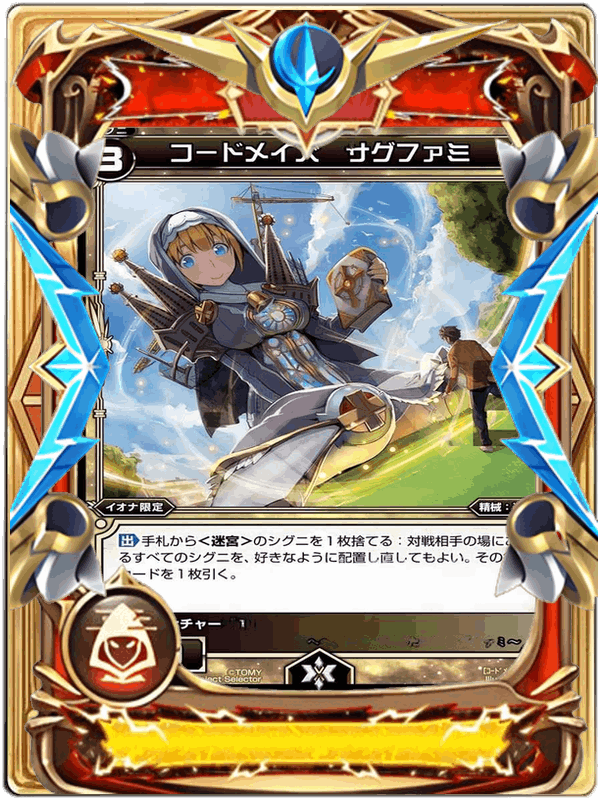 3
コードメイズ サグファミ
イオナ限定
精械：
出 手札から＜迷宮＞のシグニを1枚捨てる：対戦相手の場に
るすべてのシグニを、好きなように配置し直してもよい。その
ードを1枚引く。
チャー
©TOMY
ject Selector